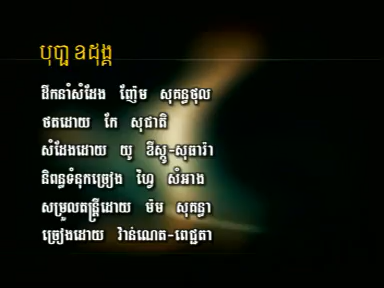 បុប្ផា ឧដុង្គ
ដឹកនាំសំដែង ញ៉ែម សុគន្ធថុល
ថតដោយ កែ សុជាតិ
សំដែងដោយ យូ ឌីស្កូ-សុធារ៉ា
និពន្ធទំនុកច្រៀង ហ្វៃ សំអាង
សម្រួលតន្ត្រីដោយ ម៉ម សុគន្ធា
ច្រៀងដោយ វ៉ាន់ណេត-ពេជ្ជតា